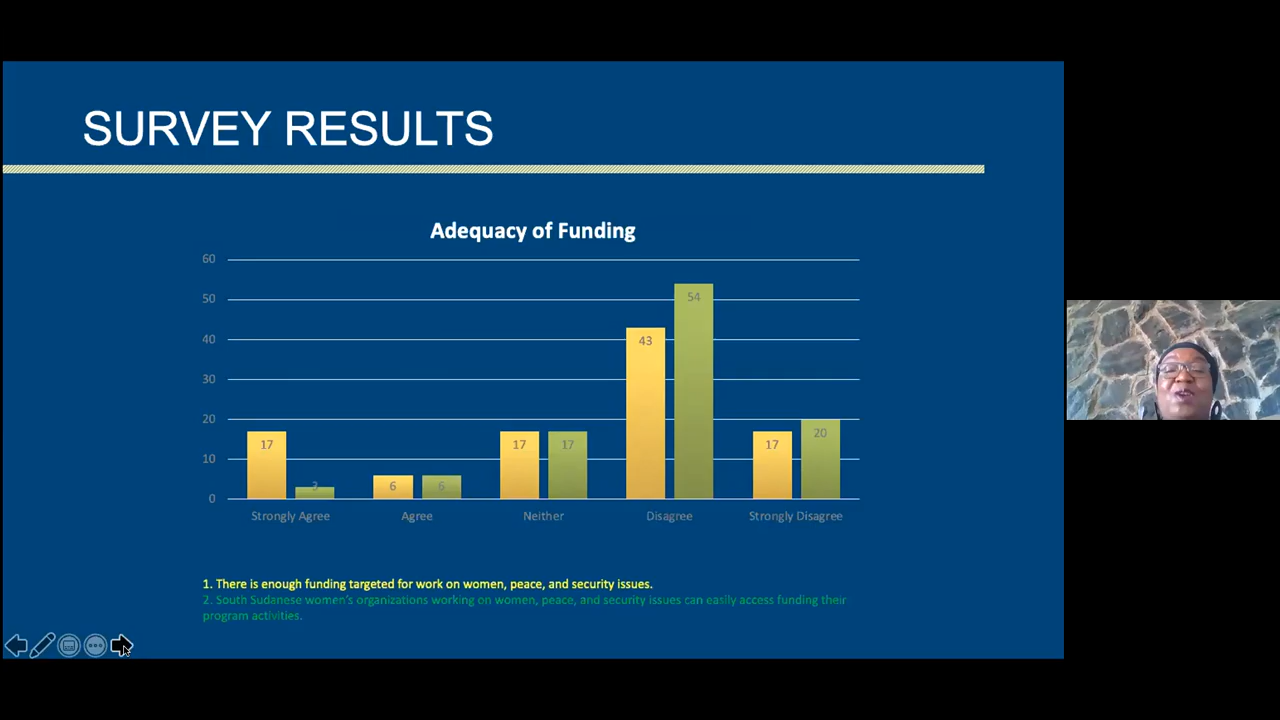 SURVEY RESULTS
Adequacy of Funding
60
50
40
30
20
10
0
17
3
6
6
17
17
43
54
17
20
Strongly Agree
Agree
Neither
Disagree
Strongly Disagree
1. There is enough funding targeted for work on women, peace, and security issues.
2. South Sudanese women's organizations working on women, peace, and security issues can easily access funding their
program activities.